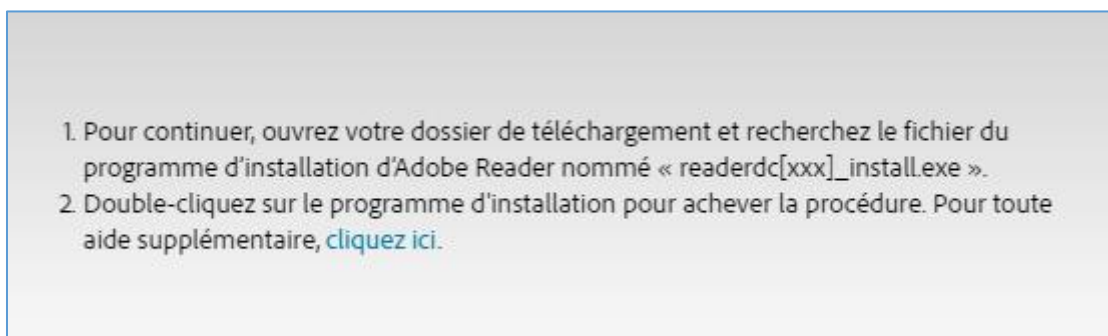 1. Pour continuer, ouvrez votre dossier de téléchargement et recherchez le fichier du
programme d'installation d'Adobe Reader nommé « readerdc[xxx]_install.exe ».
2. Double-cliquez sur le programme d'installation pour achever la procédure. Pour toute
aide supplémentaire, cliquez ici.